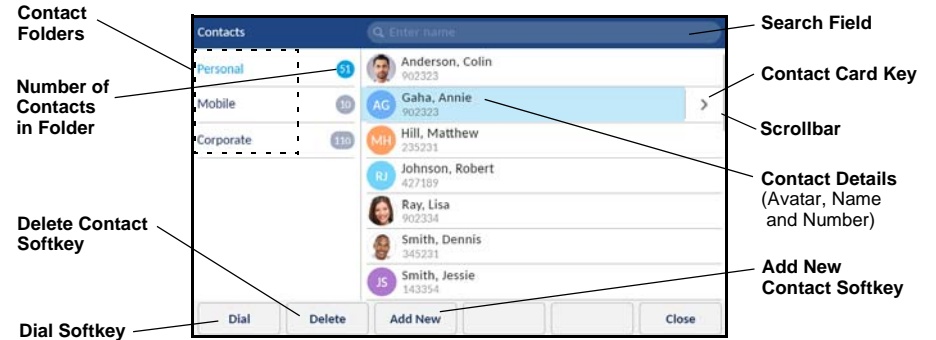 Contact
Folders
Number of
Contacts
in Folder
Delete Contact
Softkey
Dial Softkey
Contacts
Enter name
Personal
51
Mobile
10
Corporate
110
Anderson, Colin
902323
AG
Gaha, Annie
902323
MH
Hill, Matthew
235231
RJ
Johnson, Robert
427189
Ray, Lisa
902334
Smith, Dennis
345231
JS
Smith, Jessie
143354
Dial
Delete
Add New
Close
Search Field
Contact Card Key
Scrollbar
Contact Details
(Avatar, Name
and Number)
Add New
Contact Softkey